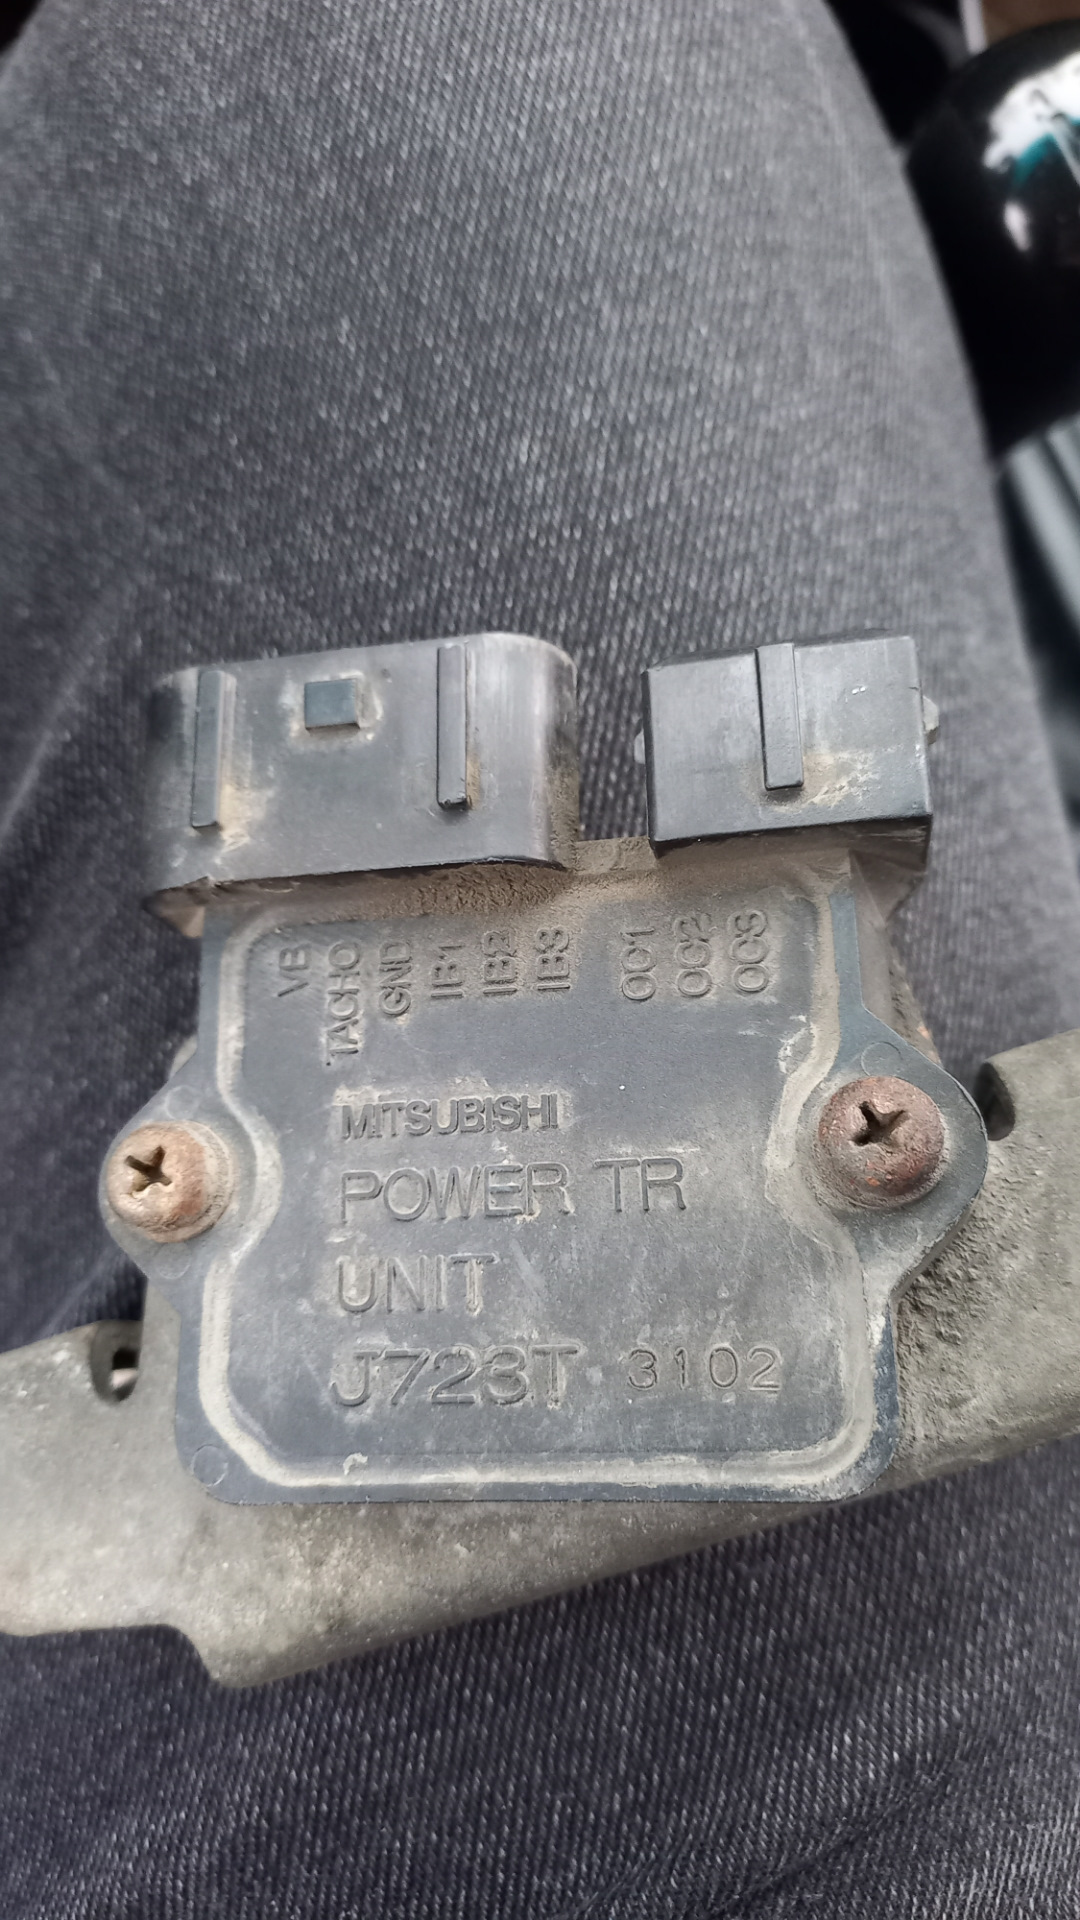 VB
TACHO
GND
IB1
IB2
IB3
OC1
OC2
OC3
MITSUBISHI
POWER TR
UNIT
J723T 3102